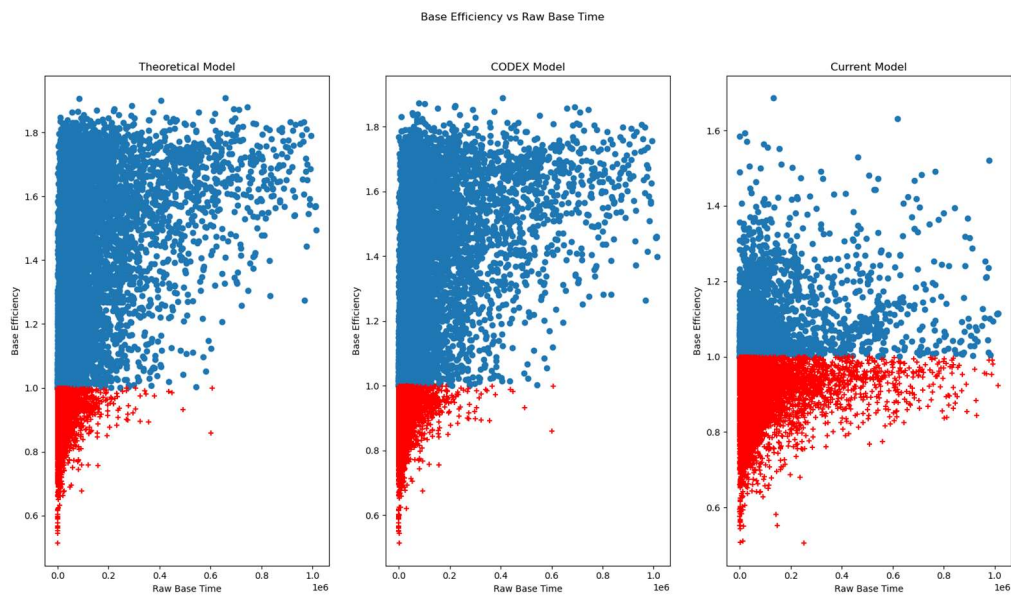 Base Efficiency vs Raw Base Time
Theoretical Model
Base Efficiency
1.8
1.6
1.4
1.2
1.0
0.8
0.6
0.0 0.2 0.4 0.6 0.8 1.0
1e6
Raw Base Time
CODEX Model
Base Efficiency
1.8
1.6
1.4
1.2
1.0
0.8
0.6
0.0 0.2 0.4 0.6 0.8 1.0
1e6
Raw Base Time
Current Model
Base Efficiency
1.6
1.4
1.2
1.0
0.8
0.6
0.0 0.2 0.4 0.6 0.8 1.0
1e6
Raw Base Time